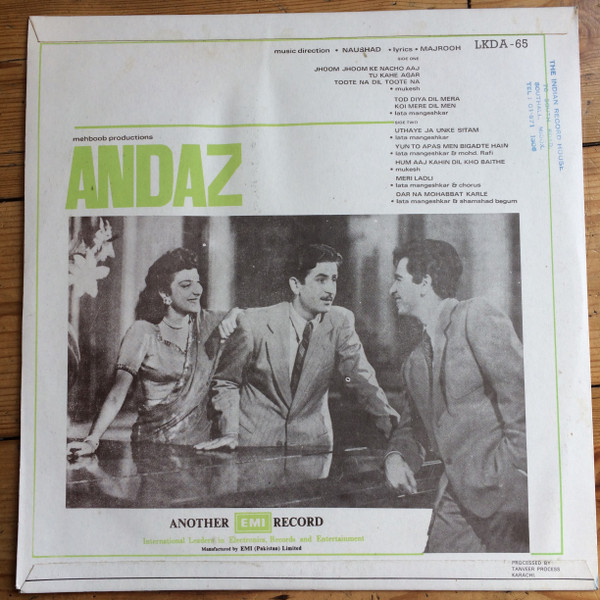 music direction • NAUSHAD • lyrics • MAJROOH
LKDA-65
SIDE ONE
JHOOM JHOOM KE NACHO AAJ
TU KAHE AGAR
TOOTE NA DIL TOOTE NA
• mukesh
TOD DIYA DIL MERA
KOI MERE DIL MEN
• lata mangeshkar
SIDE TWO
UTHAYE JA UNKE SITAM
• lata mangeshkar
YUN TO APAS MEN BIGADTE HAIN
• lata mangeshkar & mohd. Rafi
HUM AAJ KAHIN DIL KHO BAITHE
• mukesh
MERI LADLI
• lata mangeshkar & chorus
DAR NA MOHABBAT KARLE
• lata mangeshkar & shamshad begum
mehboob productions
ANDAZ
THE INDIAN RECORD HOUSE
SOUTHALL, MIDDX.
TEL:
ANOTHER EMI RECORD
International Leaders in Electronics, Records and Entertainment
Manufactured by EMI (Pakistan) Limited
PROCESSED BY
TANVEER PROCESS
KARACHI